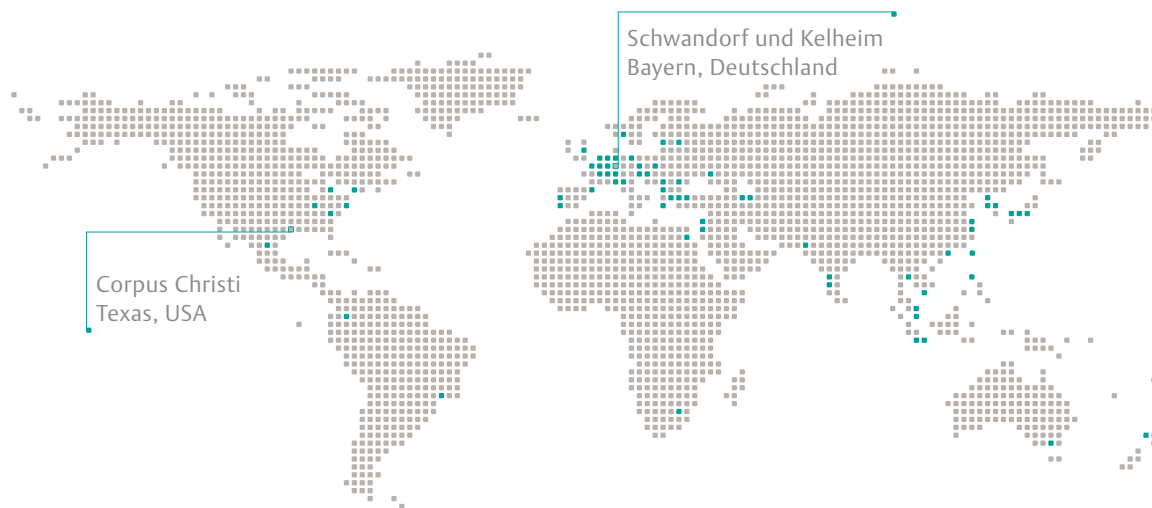 Schwandorf und Kelheim
Bayern, Deutschland
Corpus Christi
Texas, USA